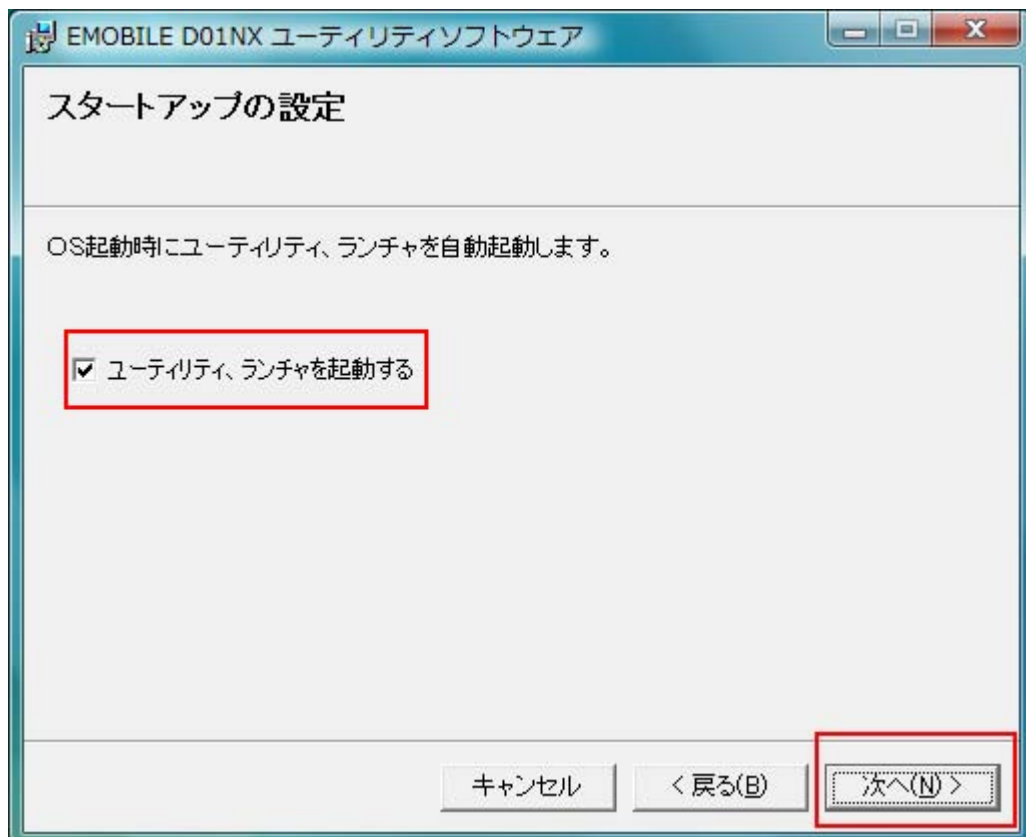 EMOBILE D01NX ユーティリティソフトウェア
スタートアップの設定
OS起動時にユーティリティ、ランチャを自動起動します。
ユーティリティ、ランチャを起動する
キャンセル
< 戻る(B)
次へ(N) >